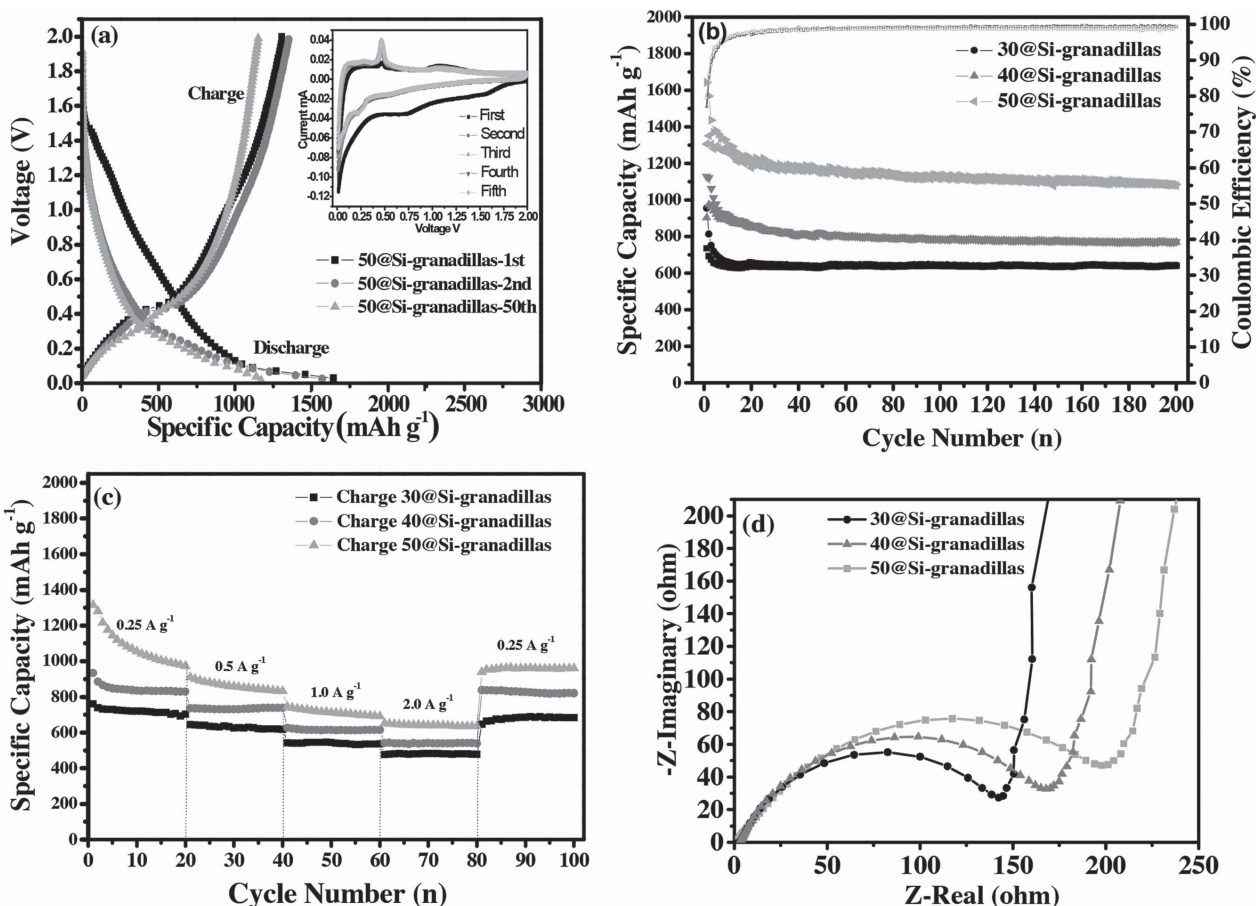 (a)
2.0
1.8
1.6
1.4
1.2
1.0
0.8
0.6
0.4
0.2
0.0
Voltage (V)
0 500 1000 1500 2000 2500 3000
Specific Capacity (mAh g-1)
Charge
Discharge
50@Si-granadillas-1st
50@Si-granadillas-2nd
50@Si-granadillas-50th
0.04
0.02
0.00
-0.02
-0.04
-0.06
-0.08
-0.10
-0.12
Current mA
0.00 0.25 0.50 0.75 1.00 1.25 1.50 1.75 2.00
Voltage V
First
Second
Third
Fourth
Fifth
(b)
2000
1800
1600
1400
1200
1000
800
600
400
200
0
Specific Capacity (mAh g-1)
30@Si-granadillas
40@Si-granadillas
50@Si-granadillas
100
90
80
70
60
50
40
30
20
10
0
Coulombic Efficiency (%)
0 20 40 60 80 100 120 140 160 180 200
Cycle Number (n)
(c)
2000
1800
1600
1400
1200
1000
800
600
400
200
0
Specific Capacity (mAh g-1)
Charge 30@Si-granadillas
Charge 40@Si-granadillas
Charge 50@Si-granadillas
0.25 A g-1
0.5 A g-1
1.0 A g-1
2.0 A g-1
0.25 A g-1
0 10 20 30 40 50 60 70 80 90 100
Cycle Number (n)
(d)
200
180
160
140
120
100
80
60
40
20
0
-Z-Imaginary (ohm)
30@Si-granadillas
40@Si-granadillas
50@Si-granadillas
0 50 100 150 200 250
Z-Real (ohm)